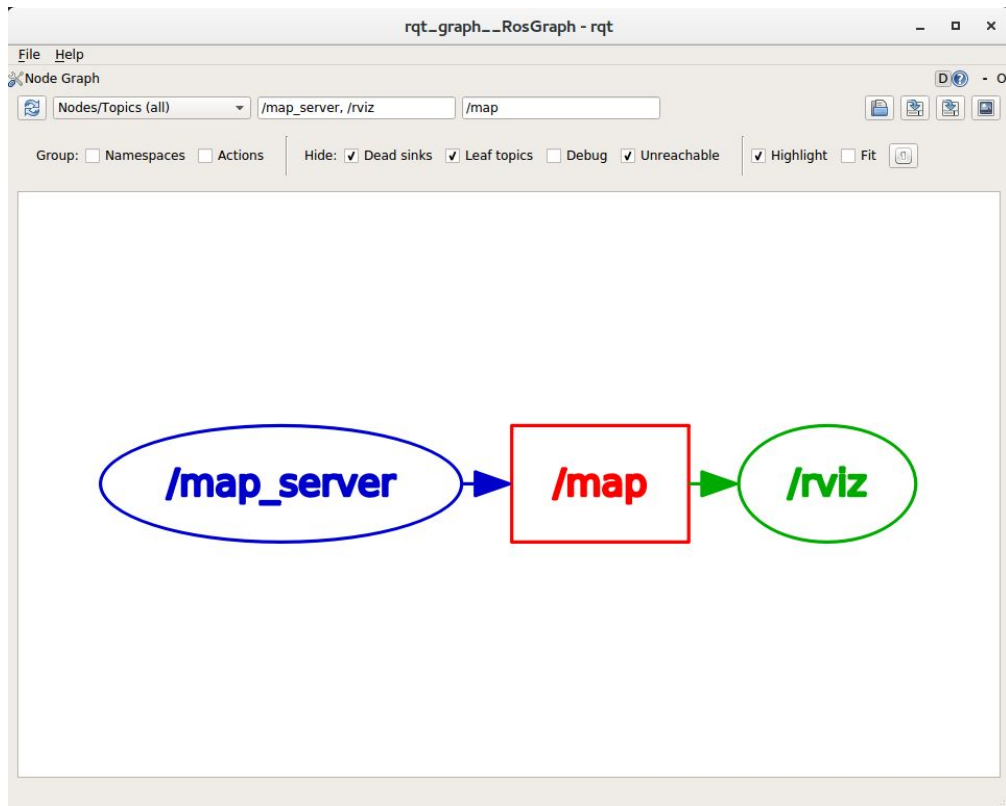 rqt_graph__RosGraph - rqt
File Help
Node Graph D ? - O
Nodes/Topics (all) /map_server, /rviz /map
Group: Namespaces Actions Hide: Dead sinks Leaf topics Debug Unreachable Highlight Fit
/map_server /map /rviz